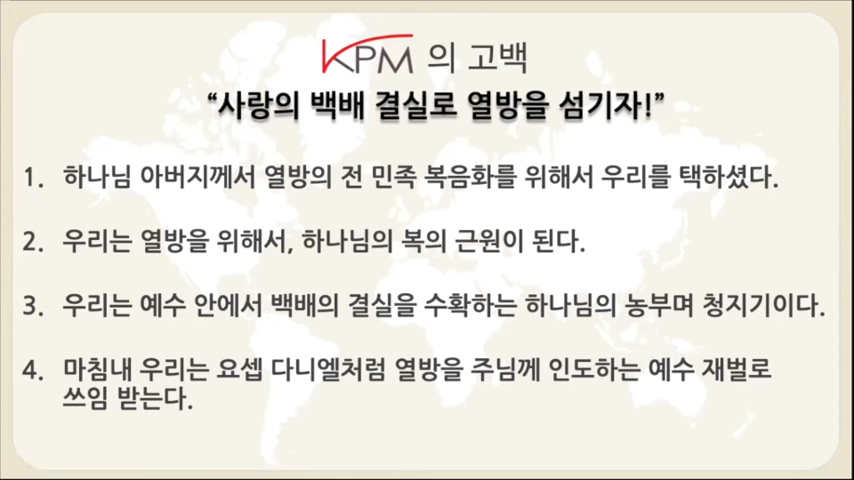 KPM 의 고백
“사랑의 백배 결실로 열방을 섬기자!”
1. 하나님 아버지께서 열방의 전 민족 복음화를 위해서 우리를 택하셨다.
2. 우리는 열방을 위해서, 하나님의 복의 근원이 된다.
3. 우리는 예수 안에서 백배의 결실을 수확하는 하나님의 농부며 청지기이다.
4. 마침내 우리는 요셉 다니엘처럼 열방을 주님께 인도하는 예수 재벌로
쓰임 받는다.